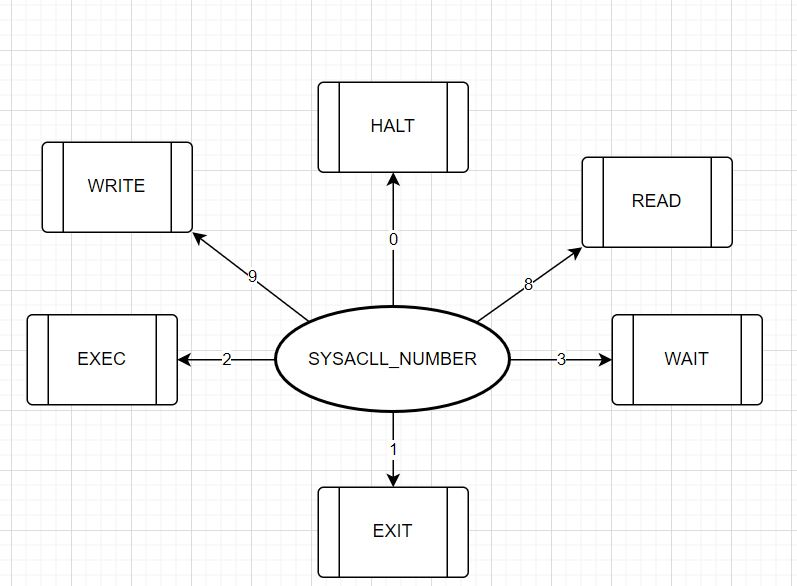 HALT
WRITE
READ
0
9
8
EXEC
2
SYSACLL_NUMBER
3
WAIT
1
EXIT